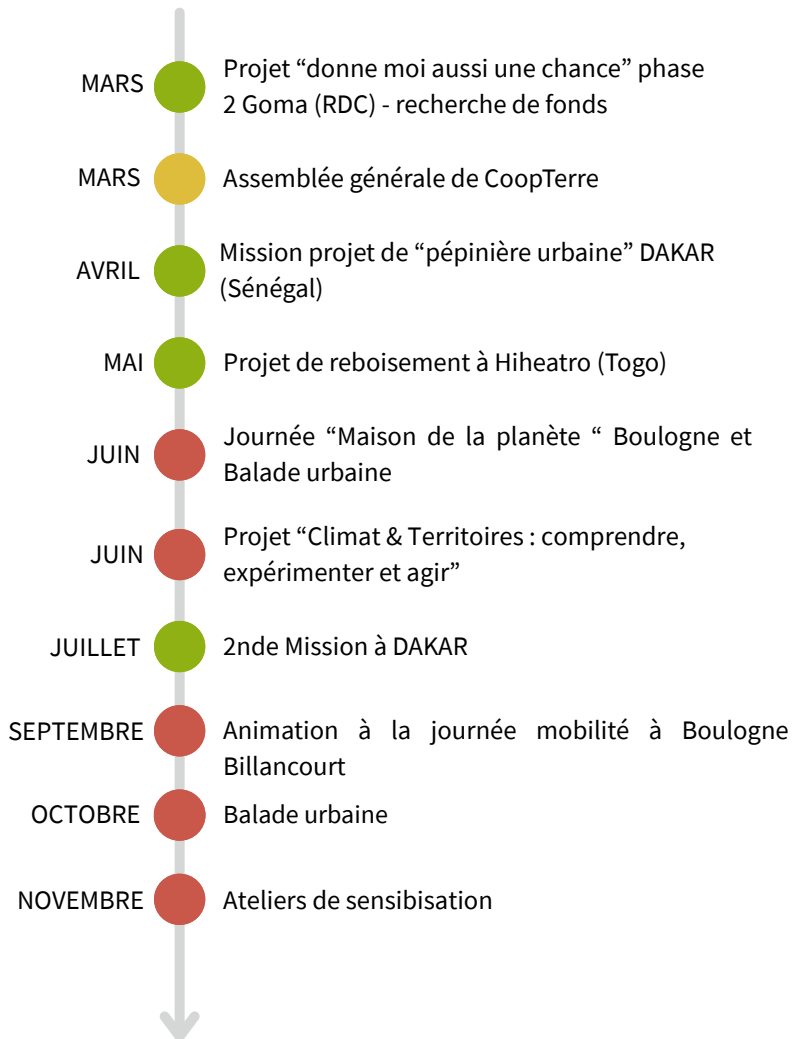 MARS
Projet “donne moi aussi une chance” phase
2 Goma (RDC) - recherche de fonds
MARS
Assemblée générale de CoopTerre
AVRIL
Mission projet de “pépinière urbaine” DAKAR
(Sénégal)
MAI
Projet de reboisement à Hiheatro (Togo)
JUIN
Journée “Maison de la planète “ Boulogne et
Balade urbaine
JUIN
Projet “Climat & Territoires : comprendre,
expérimenter et agir”
JUILLET
2nde Mission à DAKAR
SEPTEMBRE
Animation à la journée mobilité à Boulogne
Billancourt
OCTOBRE
Balade urbaine
NOVEMBRE
Ateliers de sensibisation